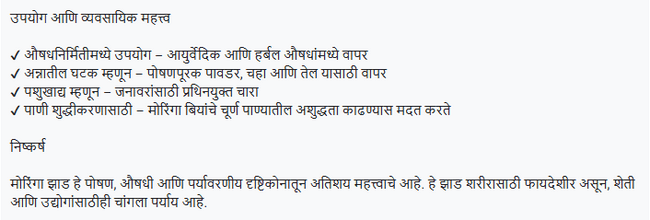 उपयोग आणि व्यवसायिक महत्त्व
✓ औषधनिर्मितीमध्ये उपयोग – आयुर्वेदिक आणि हर्बल औषधांमध्ये वापर
✓ अन्नातील घटक म्हणून – पोषणपूरक पावडर, चहा आणि तेल यासाठी वापर
✓ पशुखाद्य म्हणून – जनावरांसाठी प्रथिनयुक्त चारा
✓ पाणी शुद्धीकरणासाठी – मोरिंगा बियांचे चूर्ण पाण्यातील अशुद्धता काढण्यास मदत करते
निष्कर्ष
मोरिंगा झाड हे पोषण, औषधी आणि पर्यावरणीय दृष्टिकोनातून अतिशय महत्त्वाचे आहे. हे झाड शरीरासाठी फायदेशीर असून, शेती
आणि उद्योगांसाठीही चांगला पर्याय आहे.